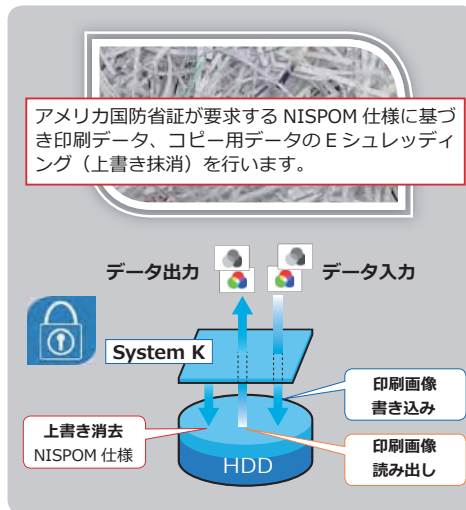 アメリカ国防省証が要求する NISPOM 仕様に基づ
き印刷データ、コピー用データの E シュレッディ
ング（上書き抹消）を行います。
データ出力
データ入力
System K
印刷画像
書き込み
上書き消去
NISPOM 仕様
HDD
印刷画像
読み出し